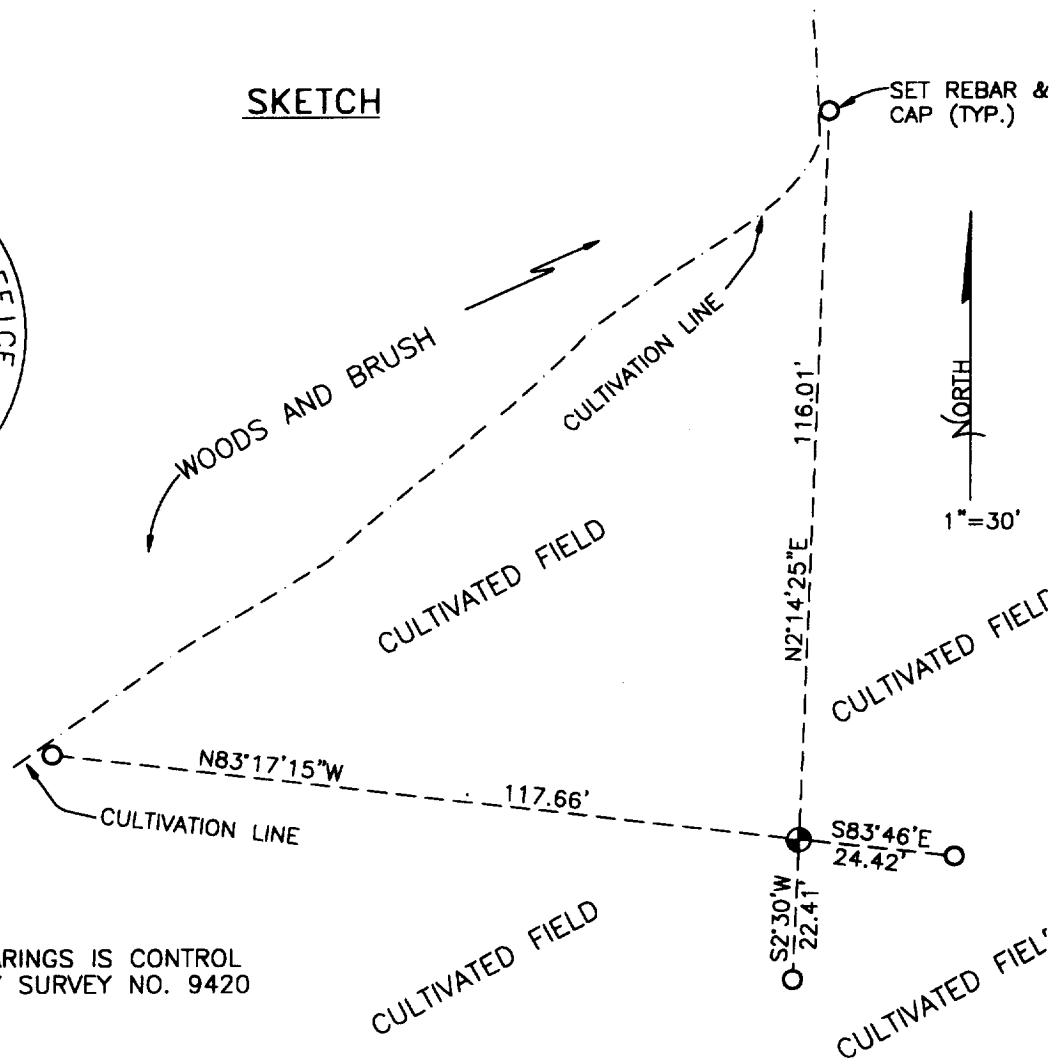 SKETCH
SET REBAR &
CAP (TYP.)
WOODS AND BRUSH
CULTIVATION LINE
116.01'
NORTH
1"=30'
N2°14'25"E
CULTIVATED FIELD
CULTIVATED FIELD
N83°17'15"W
117.66'
CULTIVATION LINE
S83°46'E
24.42'
S2°30'W
22.41'
CULTIVATED FIELD
IS CONTROL
SURVEY NO. 9420
CULTIVATED